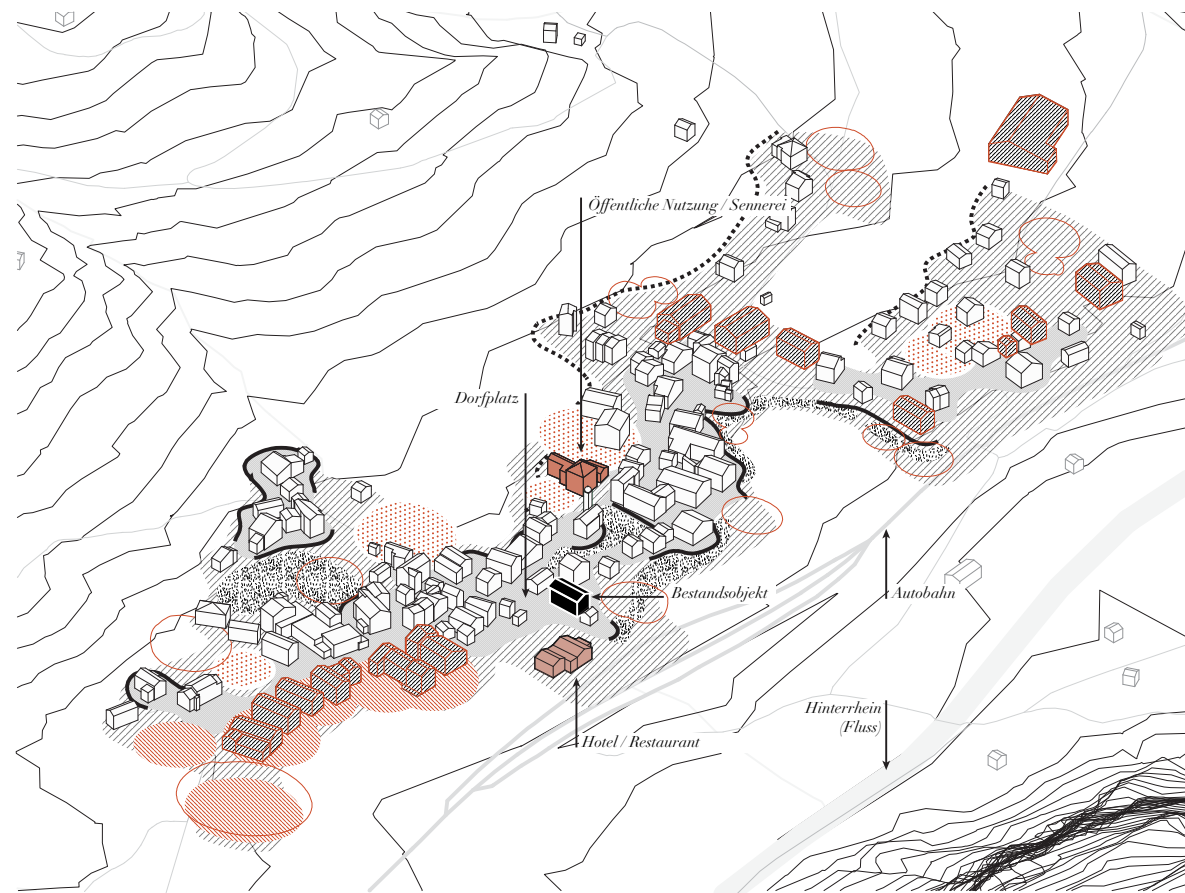 Öffentliche Nutzung / Sennerei
Dorfplatz
Bestandsobjekt
Autobahn
Hinterrhein
(Fluss)
Hotel / Restaurant